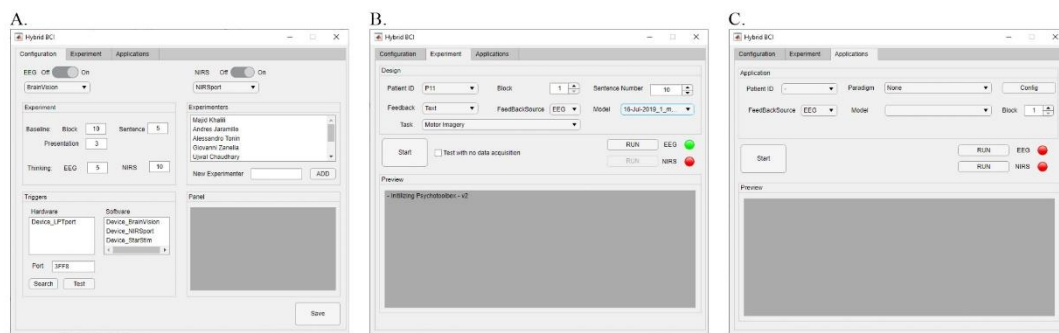 A.
Hybrid BCI
Configuration Experiment Applications
EEG Off On NIRS Off On
BrainVision NIRSport
Experiment Experimenters
Baseline: Block 10 Sentence 5
Presentation 3
Thinking: EEG 5 NIRS 10
Majid Khalili
Andres Jaramillo
Alessandro Tonin
Giovanni Zanella
Ujwal Chaudhary
New Experimenter ADD
Triggers Panel
Hardware Software
Device_LPTport Device_BrainVision
Device_NIRSport
Device_StarStim
Port 3FF8
Search Test
Save
B.
Hybrid BCI
Configuration Experiment Applications
Design
Patient ID P11 Block 1 Sentence Number 10
Feedback Text FeedBackSource EEG Model 16-Jul-2019_1_m...
Task Motor Imagery
Start Test with no data acquisition RUN EEG
RUN NIRS
Preview
- Initilizing Psychotoolbox - v2
C.
Hybrid BCI
Configuration Experiment Applications
Application
Patient ID - Paradigm None Config
FeedBackSource EEG Model Block 1
Start RUN EEG
RUN NIRS
Preview